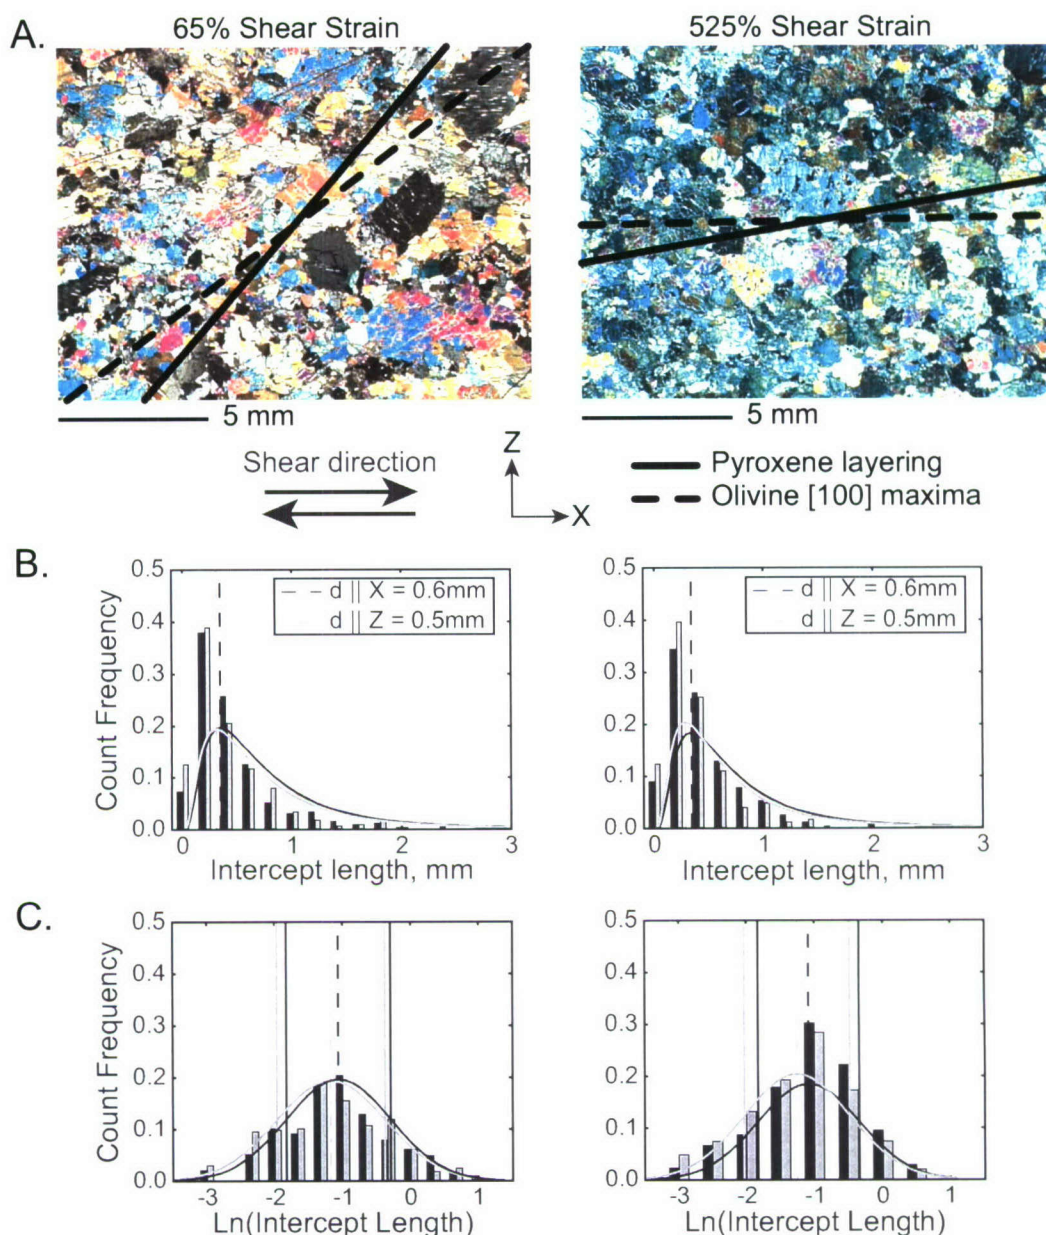 A.
65% Shear Strain
525% Shear Strain
5 mm
5 mm
Shear direction
Z
X
Pyroxene layering
Olivine [100] maxima
B.
0.5
0.4
0.3
0.2
0.1
0.0
Count Frequency
d || X = 0.6mm
d || Z = 0.5mm
0 1 2 3
Intercept length, mm
0.5
0.4
0.3
0.2
0.1
0.0
d || X = 0.6mm
d || Z = 0.5mm
0 1 2 3
Intercept length, mm
C.
0.5
0.4
0.3
0.2
0.1
0.0
Count Frequency
-3 -2 -1 0 1
Ln(Intercept Length)
0.5
0.4
0.3
0.2
0.1
0.0
-3 -2 -1 0 1
Ln(Intercept Length)